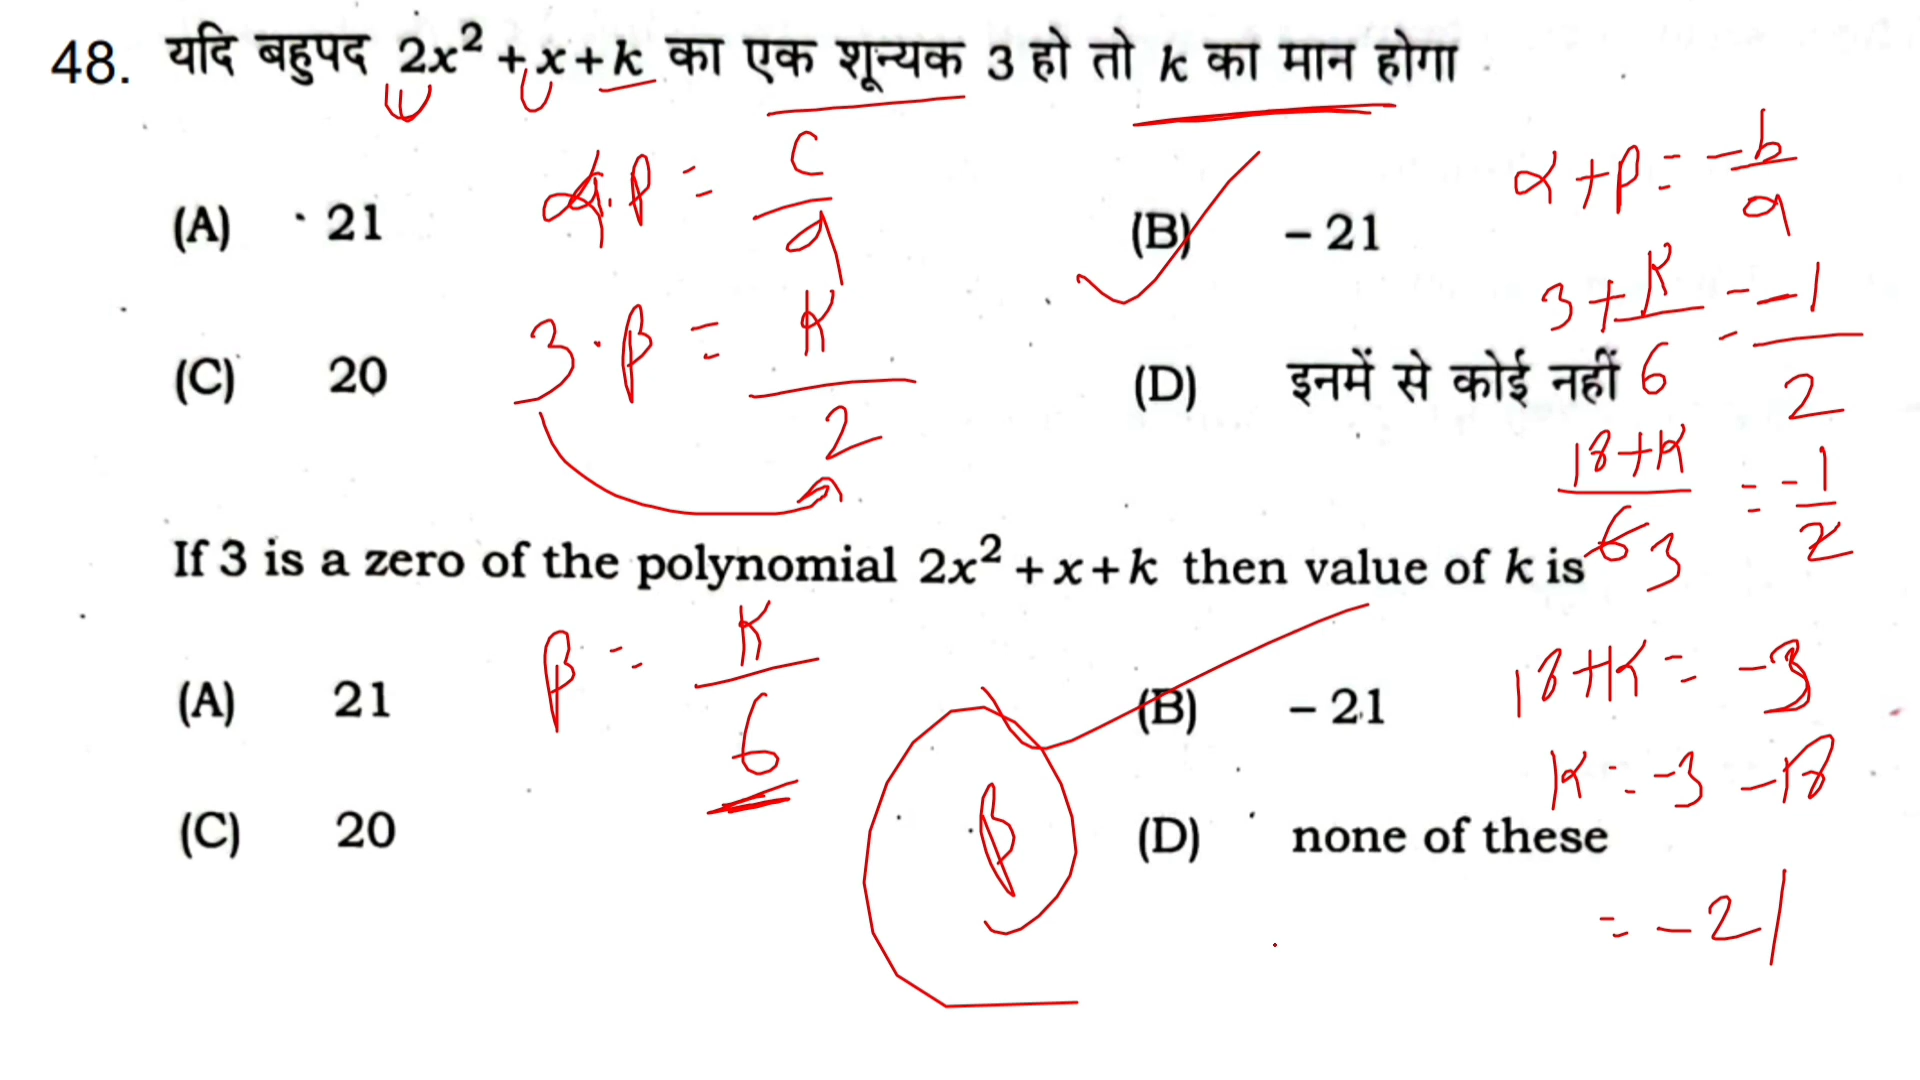 48. यदि बहुपद 2x² + x + k का एक शून्यक 3 हो तो k का मान होगा
(A) 21
(B) – 21
(C) 20
(D) इनमें से कोई नहीं
α.β = c/a
3.β = K/2
α+β = -b/a
3+K/6 = -1/2
18+K/6 3 = -1/2
If 3 is a zero of the polynomial 2x² + x + k then value of k is
(A) 21
(B) – 21
(C) 20
(D) none of these
β = K/6
β
18+K = -3
K = -3 -18
= -21